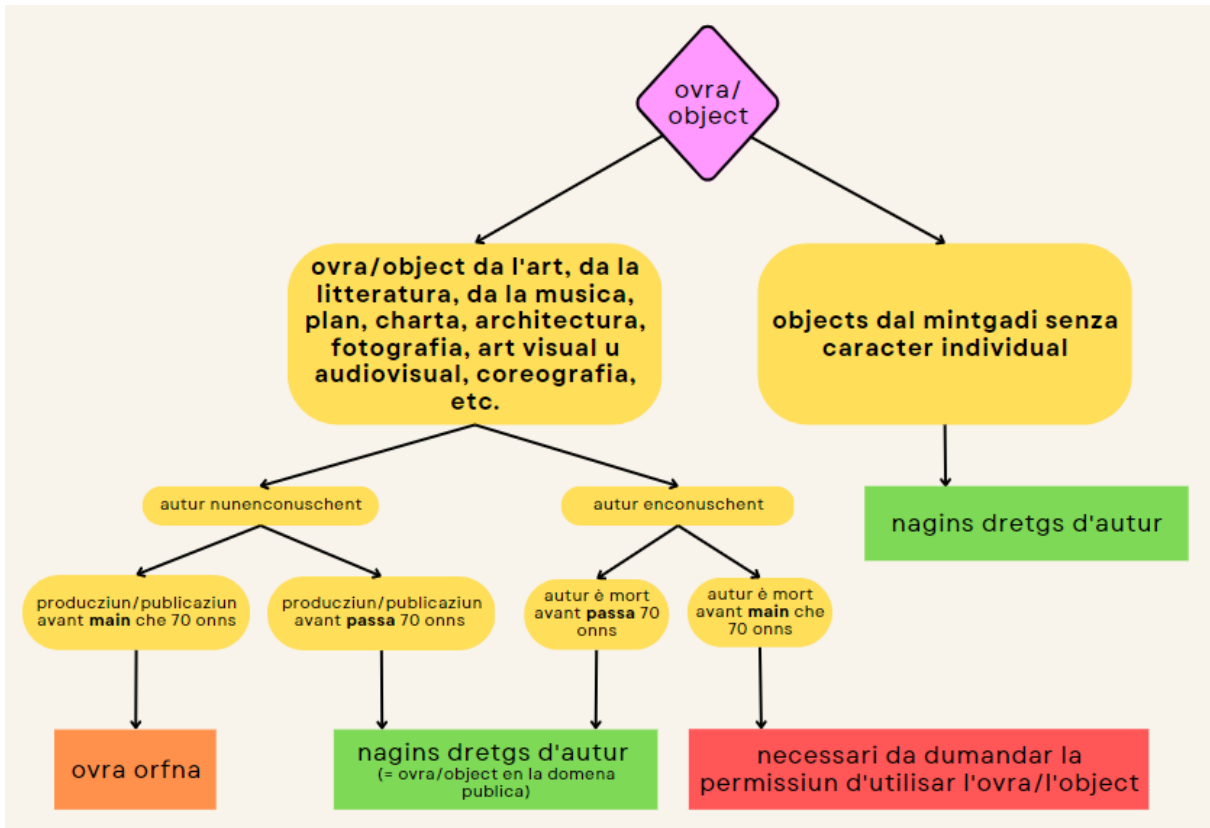 ovra/
object
ovra/object da l'art, da la
litteratura, da la musica,
plan, charta, architectura,
fotografia, art visual u
audiovisual, coreografia,
etc.
objects dal mintgadi senza
caracter individual
autur nunenconuschent
autur enconuschent
nagins dretgs d'autur
producziun/publicaziun
avant main che 70 onns
producziun/publicaziun
avant passa 70 onns
autur è mort
avant passa 70
onns
autur è mort
avant main che
70 onns
ovra orfna
nagins dretgs d'autur
(= ovra/object en la domena
publica)
necessari da dumandar la
permissiun d'utilisar l'ovra/l'object